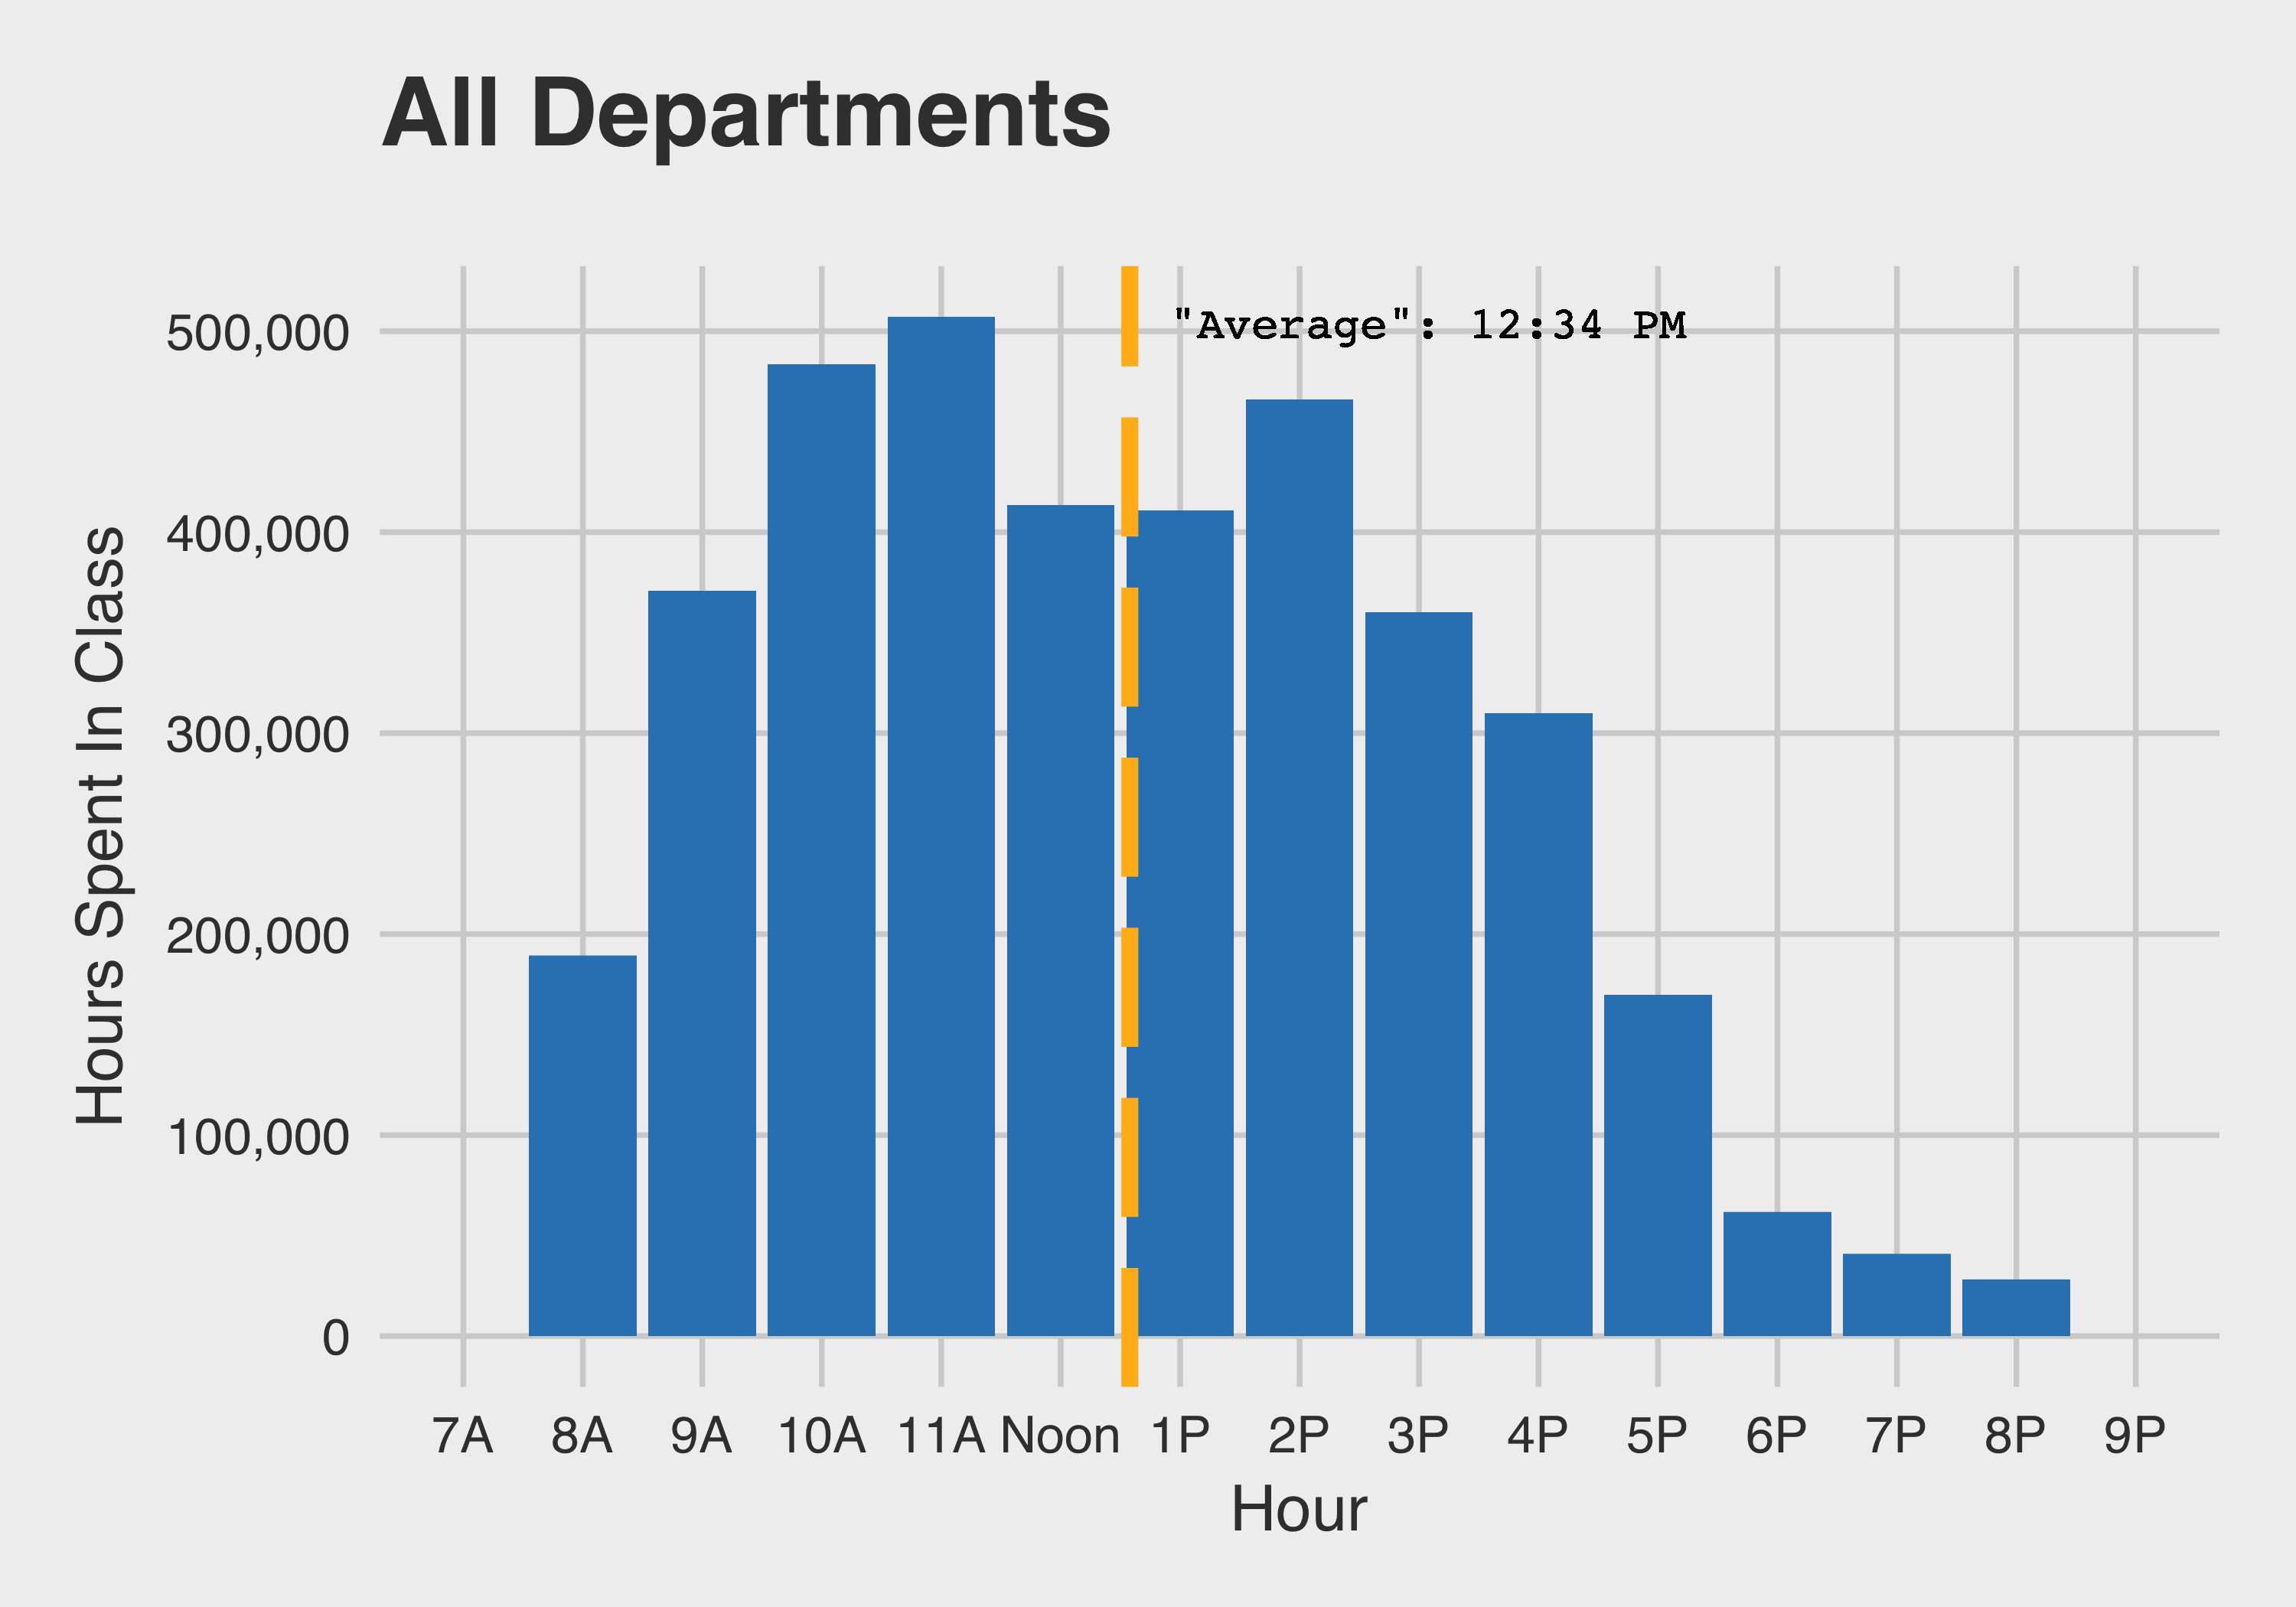 All Departments
"Average": 12:34 PM
500,000
400,000
300,000
200,000
100,000
0
Hours Spent In Class
7A 8A 9A 10A 11A Noon 1P 2P 3P 4P 5P 6P 7P 8P 9P
Hour